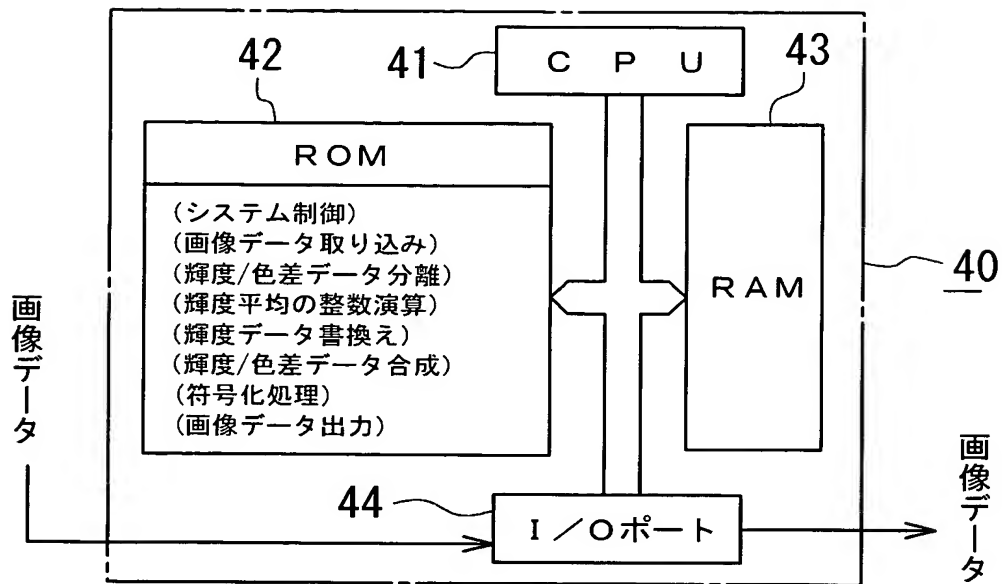 41
C P U
42
43
ROM
(システム制御)
(画像データ取り込み)
(輝度/色差データ分離)
(輝度平均の整数演算)
(輝度データ書換え)
(輝度/色差データ合成)
(符号化処理)
(画像データ出力)
RAM
40
画像データ
44
I/Oポート
画像データ